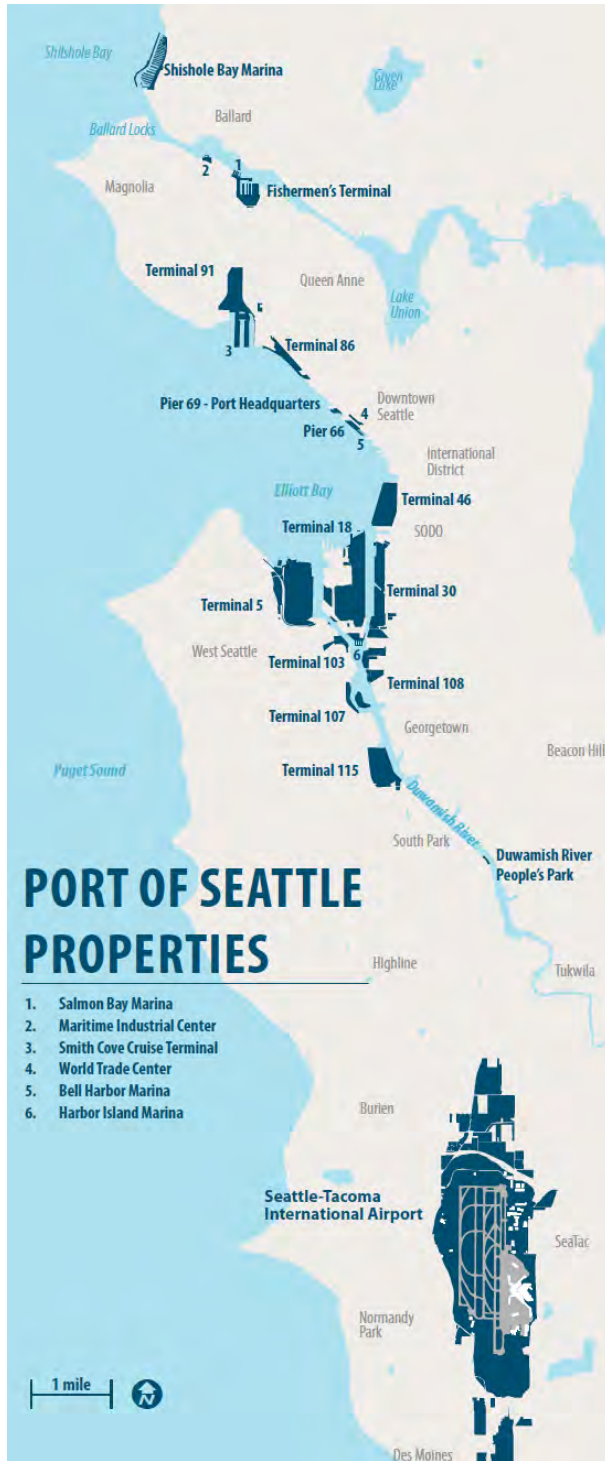 Shilshole Bay
Shishole Bay Marina
Given
Lake
Ballard
Ballard Locks
1
2
Magnolia
Fishermen's Terminal
Terminal 91
Queen Anne
Lake
Union
3
Terminal 86
Pier 69 - Port Headquarters
4
Downtown
Seattle
Pier 66
5
International
District
Elliott Bay
Terminal 46
Terminal 18
SODO
Terminal 5
Terminal 30
West Seattle
6
Terminal 103
Terminal 108
Terminal 107
Georgetown
Beacon Hill
Puget Sound
Terminal 115
Duwamish River
South Park
Duwamish River
People's Park
PORT OF SEATTLE
PROPERTIES
Highline
Tukwila
1. Salmon Bay Marina
2. Maritime Industrial Center
3. Smith Cove Cruise Terminal
4. World Trade Center
5. Bell Harbor Marina
6. Harbor Island Marina
Burien
Seattle-Tacoma
International Airport
SeaTac
Normandy
Park
1 mile
N
Des Moines